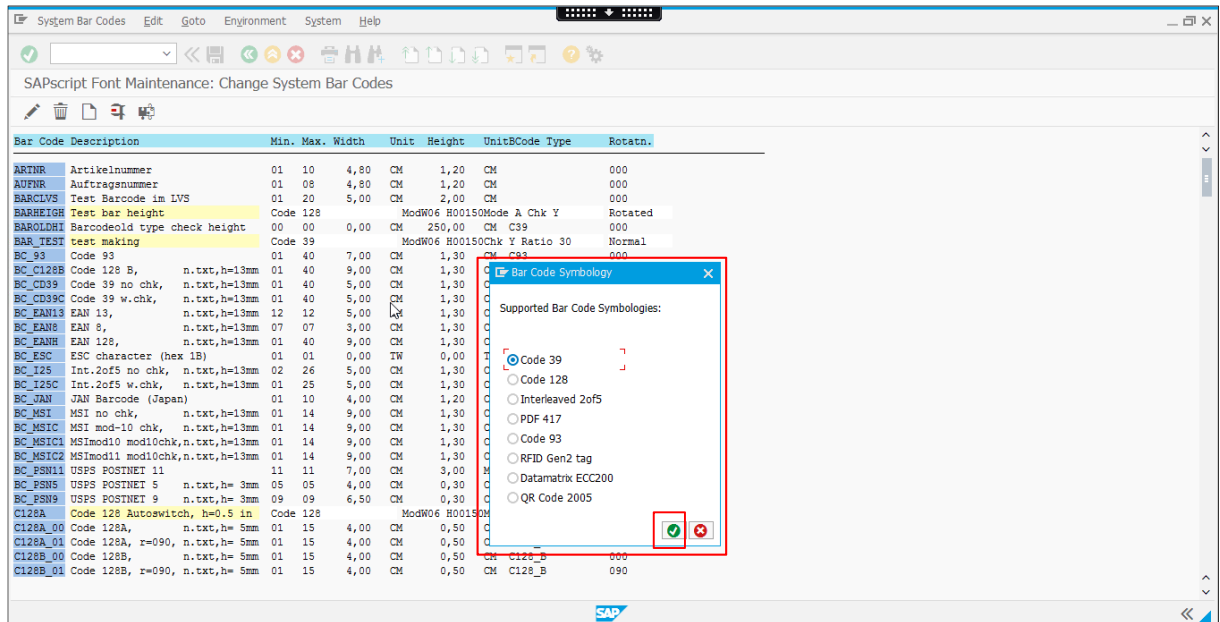 System Bar Codes Edit Goto Environment System Help
SAPscript Font Maintenance: Change System Bar Codes
Bar Code Description Min. Max. Width Unit Height UnitBCode Type Rotatn.
ARTNR Artikelnummer 01 10 4,80 CM 1,20 CM 000
AUFNR Auftragsnummer 01 08 4,80 CM 1,20 CM 000
BARCLVS Test Barcode im LVS 01 20 5,00 CM 2,00 CM 000
BARHEIGH Test bar height Code 128 ModW06 H00150Mode A Chk Y Rotated
BAROLDHI Barcodeold type check height 00 00 0,00 CM 250,00 CM C39 000
BAR_TEST test making Code 39 ModW06 H00150Chk Y Ratio 30 Normal
BC_93 Code 93 01 40 7,00 CM 1,30 CM C93 000
BC_C128B Code 128 B, n.txt,h=13mm 01 40 9,00 CM 1,30
BC_CD39 Code 39 no chk, n.txt,h=13mm 01 40 5,00 CM 1,30
BC_CD39C Code 39 w.chk, n.txt,h=13mm 01 40 5,00 CM 1,30
BC_EAN13 EAN 13, n.txt,h=13mm 12 12 5,00 CM 1,30
BC_EAN8 EAN 8, n.txt,h=13mm 07 07 3,00 CM 1,30
BC_EANH EAN 128, n.txt,h=13mm 01 40 9,00 CM 1,30
BC_ESC ESC character (hex 1B) 01 01 0,00 TW 0,00
BC_I25 Int.2of5 no chk, n.txt,h=13mm 02 26 5,00 CM 1,30
BC_I25C Int.2of5 w.chk, n.txt,h=13mm 01 25 5,00 CM 1,30
BC_JAN JAN Barcode (Japan) 01 10 4,00 CM 1,20
BC_MSI MSI no chk, n.txt,h=13mm 01 14 9,00 CM 1,30
BC_MSIC MSI mod-10 chk, n.txt,h=13mm 01 14 9,00 CM 1,30
BC_MSIC1 MSImod10 mod10chk,n.txt,h=13mm 01 14 9,00 CM 1,30
BC_MSIC2 MSImod11 mod10chk,n.txt,h=13mm 01 14 9,00 CM 1,30
BC_PSN11 USPS POSTNET 11 11 11 7,00 CM 3,00
BC_PSN5 USPS POSTNET 5 n.txt,h= 3mm 05 05 4,00 CM 0,30
BC_PSN9 USPS POSTNET 9 n.txt,h= 3mm 09 09 6,50 CM 0,30
C128A Code 128 Autoswitch, h=0.5 in Code 128 ModW06 H00150
C128A_00 Code 128A, n.txt,h= 5mm 01 15 4,00 CM 0,50
C128A_01 Code 128A, r=090, n.txt,h= 5mm 01 15 4,00 CM 0,50
C128B_00 Code 128B, n.txt,h= 5mm 01 15 4,00 CM 0,50 CM C128_B 000
C128B_01 Code 128B, r=090, n.txt,h= 5mm 01 15 4,00 CM 0,50 CM C128_B 090
Bar Code Symbology
Supported Bar Code Symbologies:
Code 39
Code 128
Interleaved 2of5
PDF 417
Code 93
RFID Gen2 tag
Datamatrix ECC200
QR Code 2005
SAP